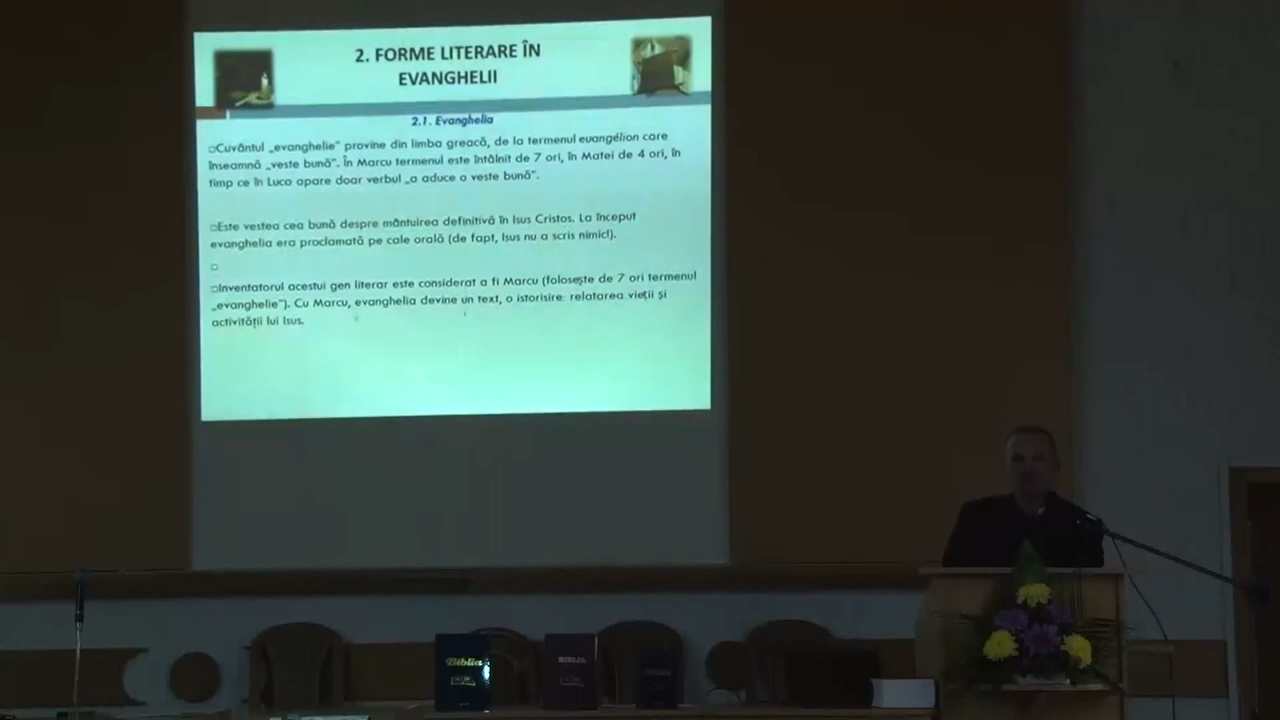 2. FORME LITERARE ÎN
EVANGHELII
2.1. Evanghelia
Cuvântul „evanghelie” provine din limba greacă, de la termenul euangélion care
înseamnă „veste bună”. În Marcu termenul este întâlnit de 7 ori, în Matei de 4 ori, în
timp ce în Luca apare doar verbul „a aduce o veste bună”.
Este vestea cea bună despre mântuirea definitivă în Isus Cristos. La început
evanghelia era proclamată pe cale orală (de fapt, Isus nu a scris nimic!).
Inventatorul acestui gen literar este considerat a fi Marcu (folosește de 7 ori termenul
„evanghelie”). Cu Marcu, evanghelia devine un text, o istorisire: relatarea vieții și
activității lui Isus.
Biblia
BIBLIA